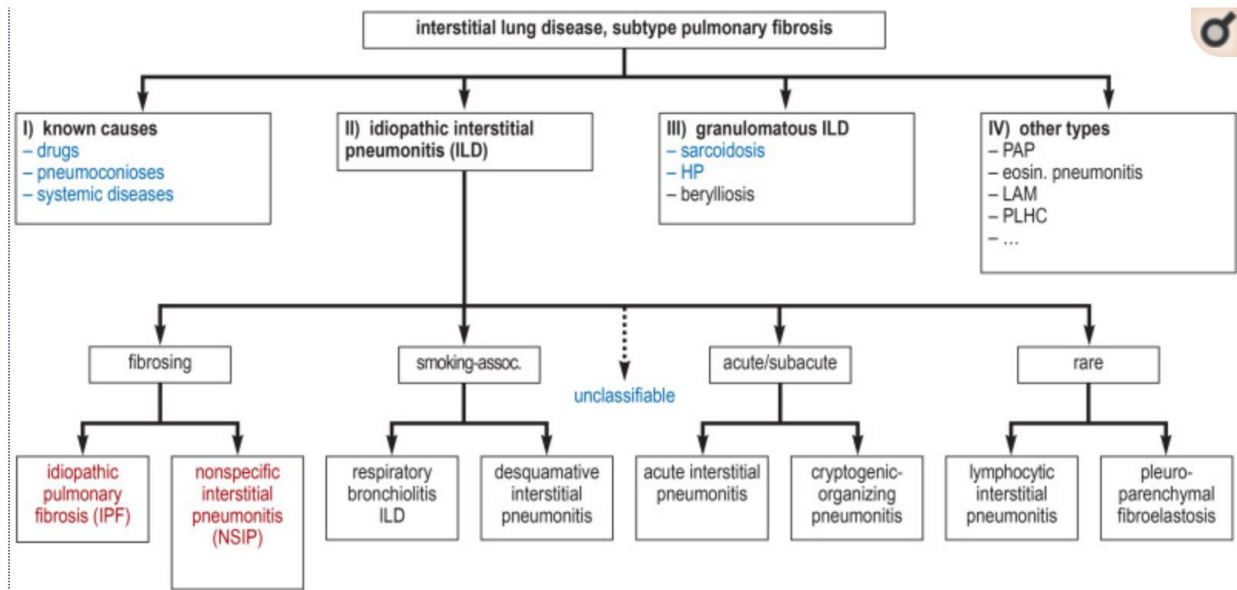 interstitial lung disease, subtype pulmonary fibrosis
I) known causes
– drugs
– pneumoconioses
– systemic diseases
II) idiopathic interstitial
pneumonitis (ILD)
III) granulomatous ILD
– sarcoidosis
– HP
– berylliosis
IV) other types
– PAP
– eosin. pneumonitis
– LAM
– PLHC
– ...
fibrosing
smoking-assoc.
unclassifiable
acute/subacute
rare
idiopathic
pulmonary
fibrosis (IPF)
nonspecific
interstitial
pneumonitis
(NSIP)
respiratory
bronchiolitis
ILD
desquamative
interstitial
pneumonitis
acute interstitial
pneumonitis
cryptogenic-
organizing
pneumonitis
lymphocytic
interstitial
pneumonitis
pleuro-
parenchymal
fibroelastosis